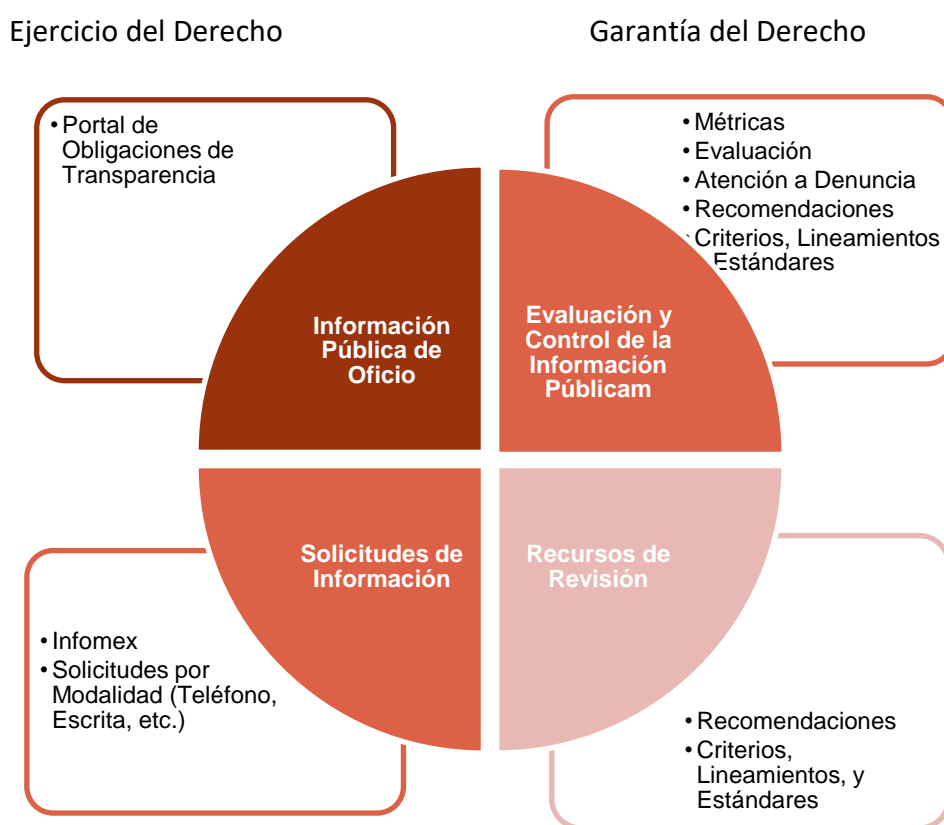 Ejercicio del Derecho
Garantía del Derecho
• Portal de
Obligaciones de
Transparencia
• Métricas
• Evaluación
• Atención a Denuncia
• Recomendaciones
• Criterios, Lineamientos
Estándares
Información
Pública de
Oficio
Evaluación y
Control de la
Información
Públicam
Solicitudes de
Información
Recursos de
Revisión
• Infomex
• Solicitudes por
Modalidad (Teléfono,
Escrita, etc.)
• Recomendaciones
• Criterios,
Lineamientos, y
Estándares